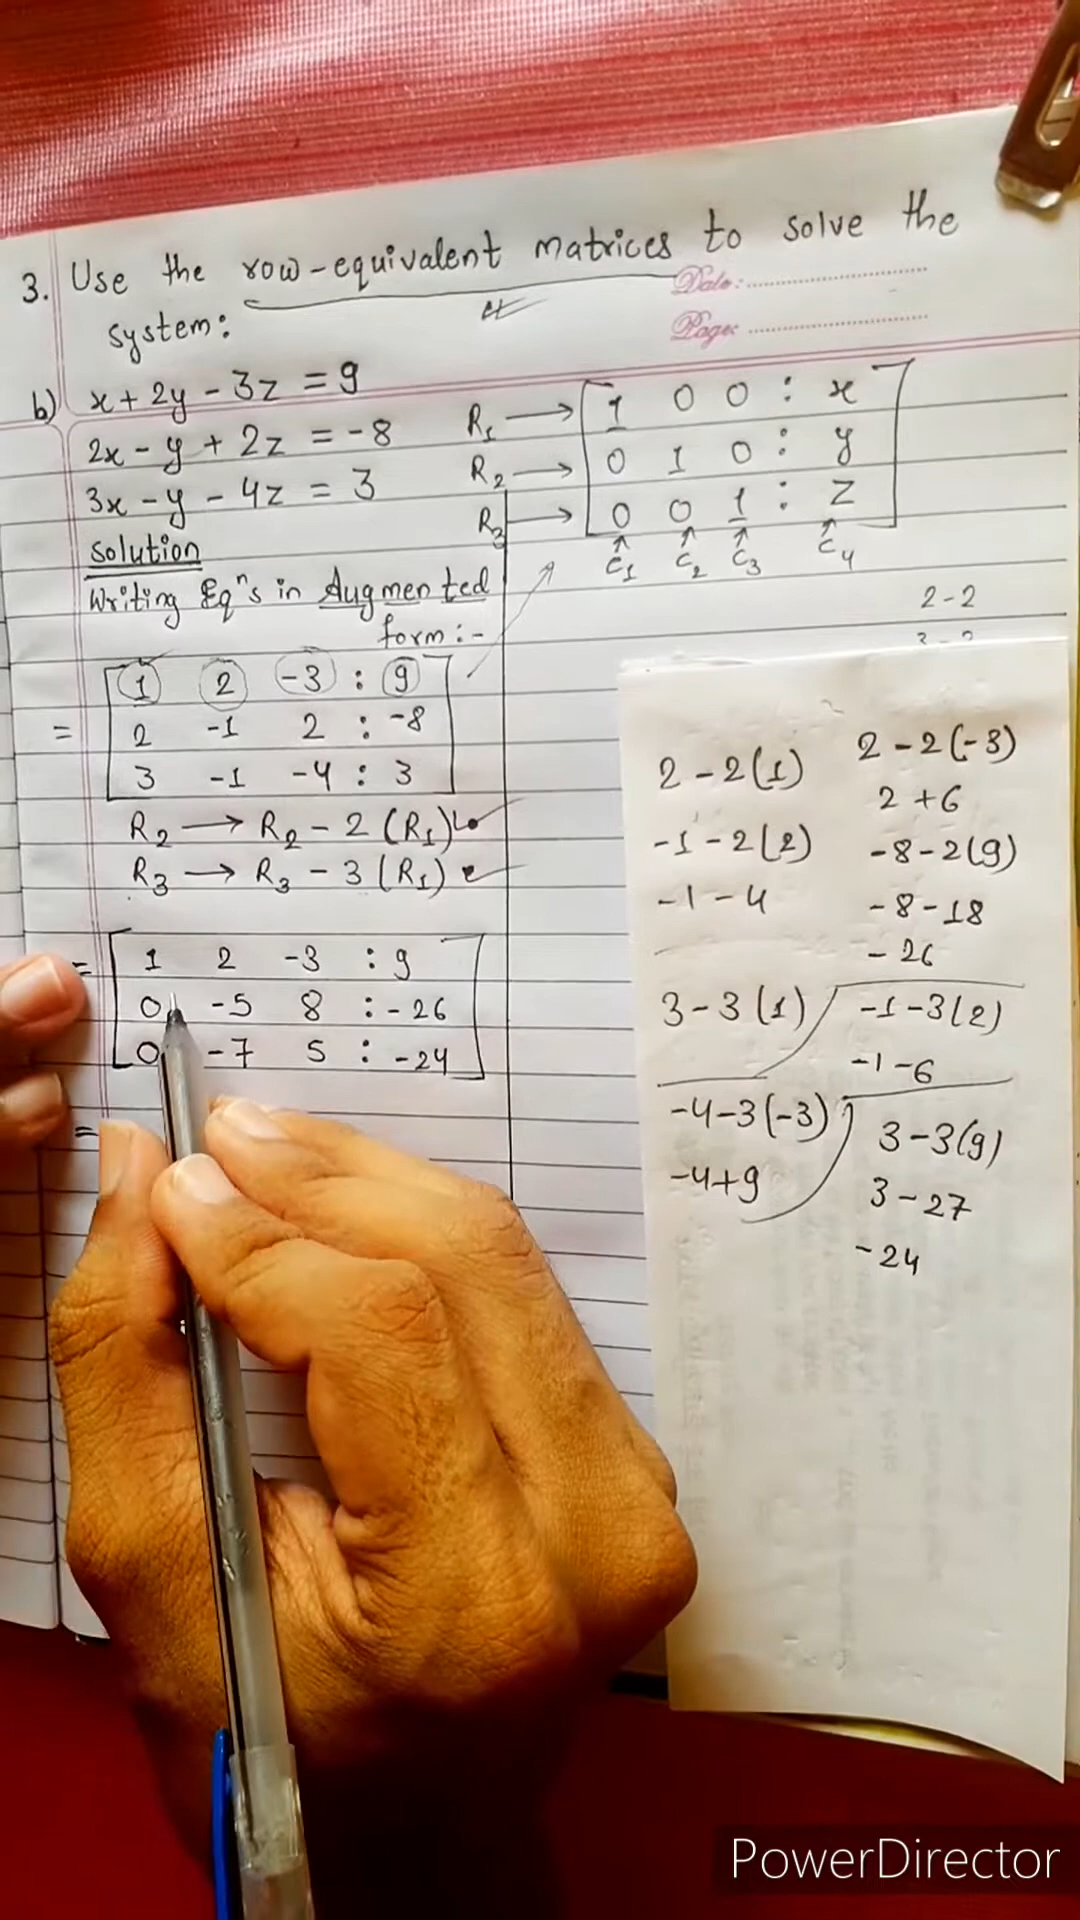 3. Use the row-equivalent matrices to solve the
Date:
system:
Page:
b) x + 2y - 3z = 9
2x - y + 2z = -8
3x - y - 4z = 3
R₁ → [ 1 0 0 : x ]
R₂ → [ 0 1 0 : y ]
R₃ → [ 0 0 1 : z ]
↑C₁ ↑C₂ ↑C₃ ↑C₄
Solution
Writing Eqⁿs in Augmented
form:-
= [ 1 2 -3 : 9
2 -1 2 : -8
3 -1 -4 : 3 ]
R₂ → R₂ - 2(R₁)
R₃ → R₃ - 3(R₁)
= [ 1 2 -3 : 9
0 -5 8 : -26
0 -7 5 : -24 ]
=
2-2
2 - 2(1)
-1 - 2(2)
-1 - 4
2 - 2(-3)
2 + 6
-8 - 2(9)
-8 - 18
-26
3 - 3(1)
-1 - 3(2)
-1 - 6
-4 - 3(-3)
-4 + 9
3 - 3(9)
3 - 27
-24
PowerDirector